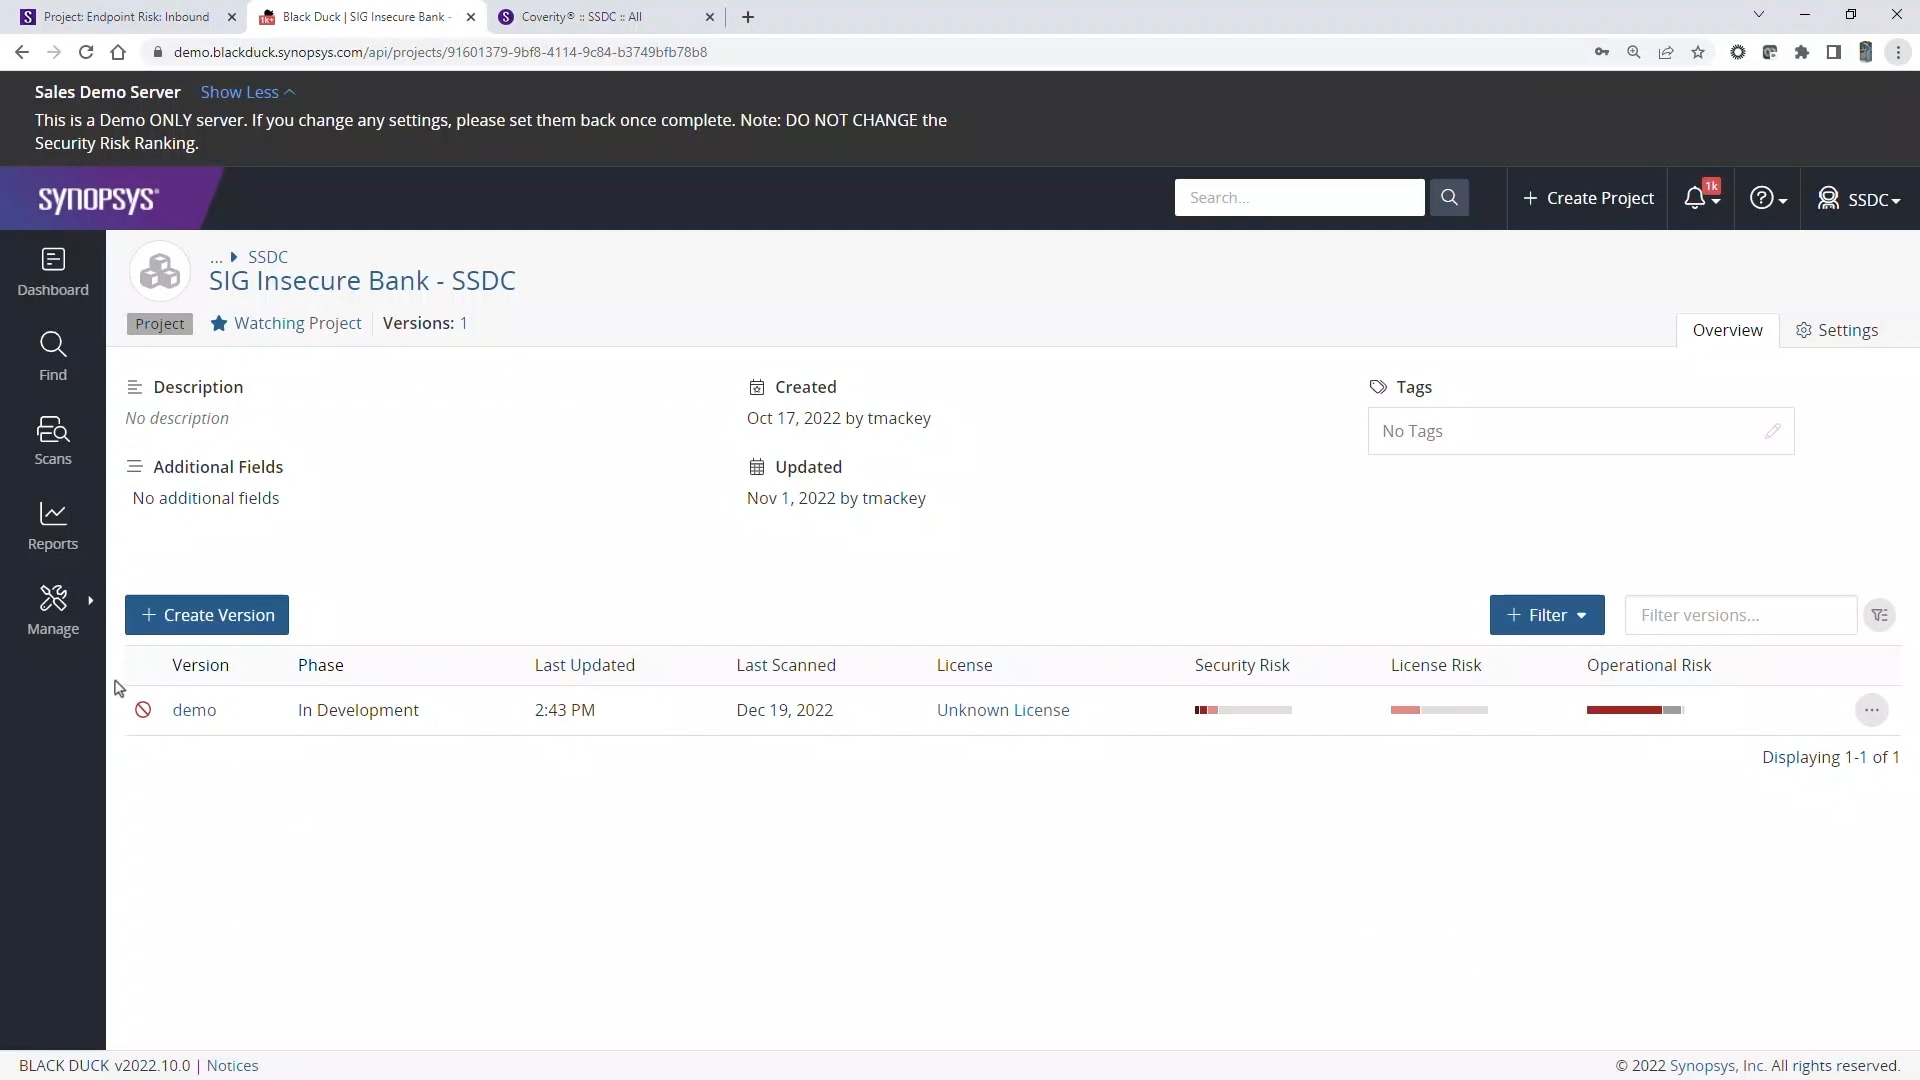 Project: Endpoint Risk: Inbound
Black Duck | SIG Insecure Bank -
Coverity® :: SSDC :: All
demo.blackduck.synopsys.com/api/projects/91601379-9bf8-4114-9c84-b3749bfb78b8
Sales Demo Server Show Less
This is a Demo ONLY server. If you change any settings, please set them back once complete. Note: DO NOT CHANGE the
Security Risk Ranking.
SYNOPSYS®
Search...
+ Create Project
1k
SSDC
Dashboard
Find
Scans
Reports
Manage
... SSDC
SIG Insecure Bank - SSDC
Project Watching Project Versions: 1
Overview Settings
Description
No description
Additional Fields
No additional fields
Created
Oct 17, 2022 by tmackey
Updated
Nov 1, 2022 by tmackey
Tags
No Tags
+ Create Version
+ Filter
Filter versions...
Version Phase Last Updated Last Scanned License Security Risk License Risk Operational Risk
demo In Development 2:43 PM Dec 19, 2022 Unknown License ...
Displaying 1-1 of 1
BLACK DUCK v2022.10.0 | Notices
© 2022 Synopsys, Inc. All rights reserved.